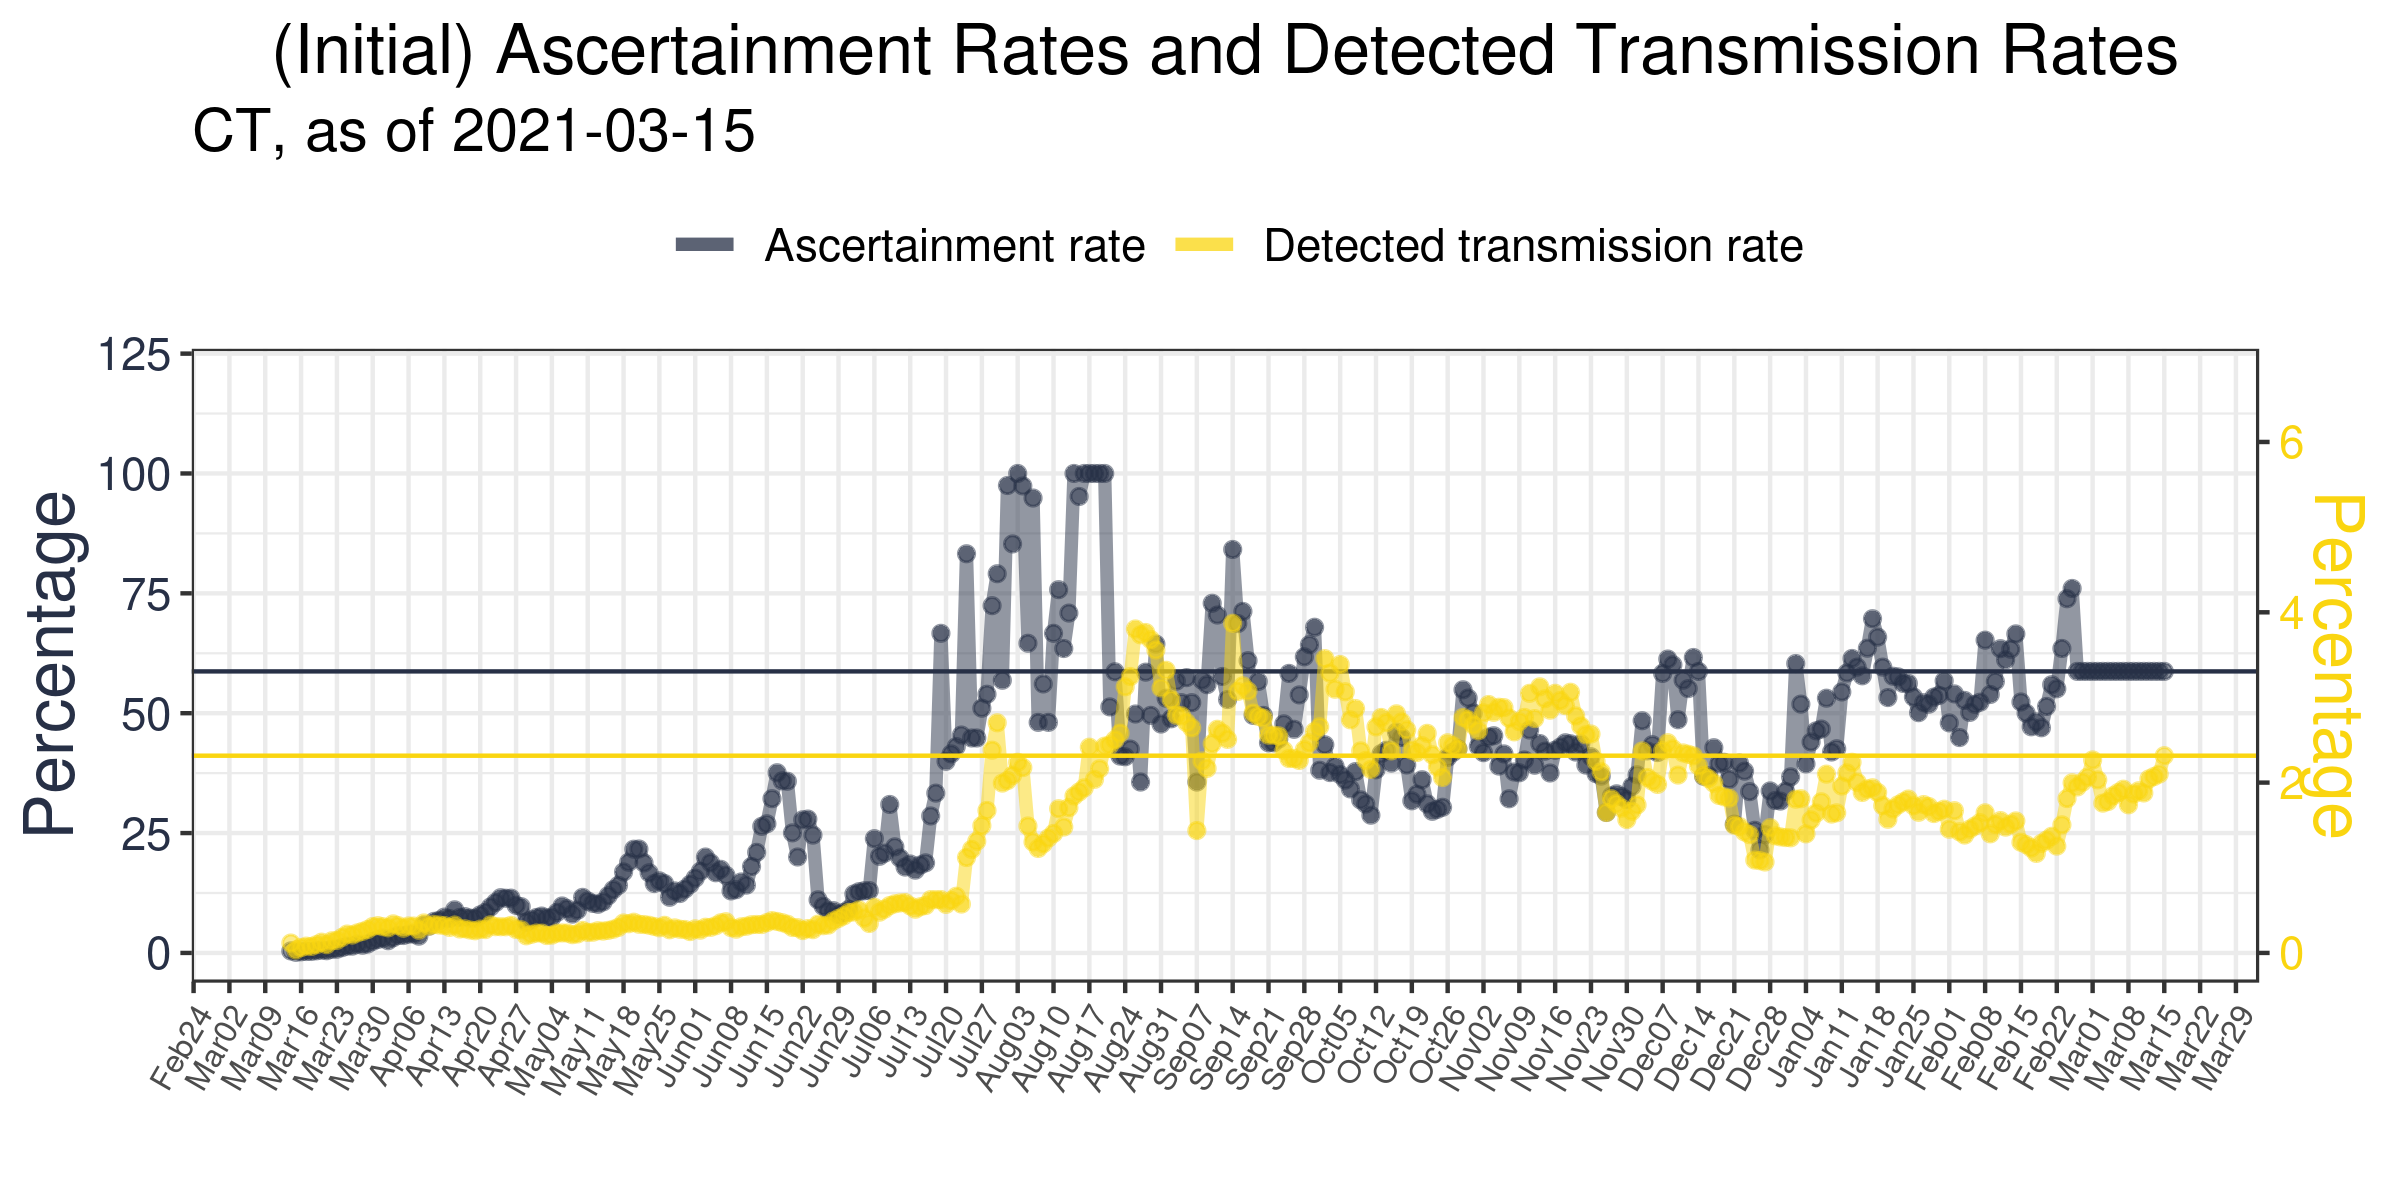 (Initial) Ascertainment Rates and Detected Transmission Rates
CT, as of 2021-03-15
Ascertainment rate
Detected transmission rate
Percentage
125
100
75
50
25
0
6
4
2
0
Percentage
Feb24
Mar02
Mar09
Mar16
Mar23
Mar30
Apr06
Apr13
Apr20
Apr27
May04
May11
May18
May25
Jun01
Jun08
Jun15
Jun22
Jun29
Jul06
Jul13
Jul20
Jul27
Aug03
Aug10
Aug17
Aug24
Aug31
Sep07
Sep14
Sep21
Sep28
Oct05
Oct12
Oct19
Oct26
Nov02
Nov09
Nov16
Nov23
Nov30
Dec07
Dec14
Dec21
Dec28
Jan04
Jan11
Jan18
Jan25
Feb01
Feb08
Feb15
Feb22
Mar01
Mar08
Mar15
Mar22
Mar29